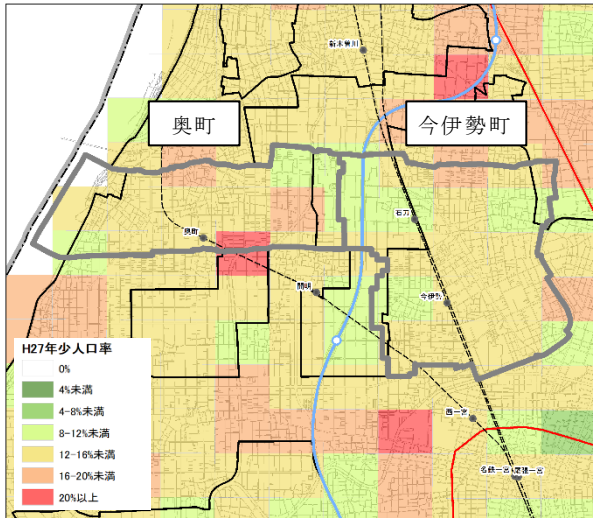 新木曽川
奥町
今伊勢町
石刀
奥町
開明
今伊勢
H27年少人口率
0%
4%未満
4-8%未満
8-12%未満
12-16%未満
16-20%未満
20%以上
西一宮
名鉄一宮
尾張一宮